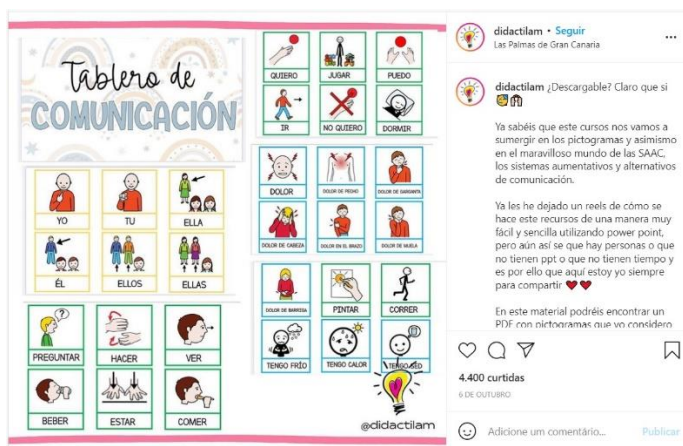 Tablero de
COMUNICACIÓN
QUIERO
JUGAR
PUEDO
IR
NO QUIERO
DORMIR
YO
TU
ELLA
ÉL
ELLOS
ELLAS
DOLOR
DOLOR DE PECHO
DOLOR DE GARGANTA
DOLOR DE CABEZA
DOLOR EN EL BRAZO
DOLOR DE MUELA
PREGUNTAR
HACER
VER
BEBER
ESTAR
COMER
DOLOR DE BARRIGA
PINTAR
CORRER
TENGO FRÍO
TENGO CALOR
TENGO SED
@didactilam
didactilam • Seguir
Las Palmas de Gran Canaria
didactilam ¿Descargable? Claro que si
Ya sabéis que este cursos nos vamos a
sumergir en los pictogramas y asimismo
en el maravilloso mundo de las SAAC,
los sistemas aumentativos y alternativos
de comunicación.
Ya les he dejado un reels de cómo se
hace este recursos de una manera muy
fácil y sencilla utilizando power point,
pero aún así se que hay personas o que
no tienen ppt o que no tienen tiempo y
es por ello que aquí estoy yo siempre
para compartir
En este material podréis encontrar un
PDF con pictogramas que yo considero
4.400 curtidas
6 DE OUTUBRO
Adicione um comentário...
Publicar